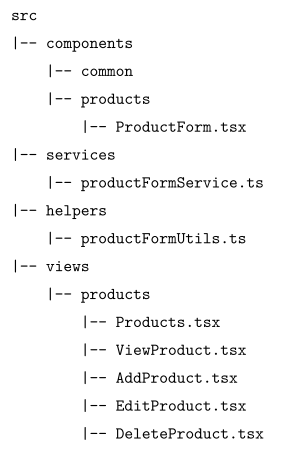 src
|-- components
    |-- common
    |-- products
        |-- ProductForm.tsx
|-- services
    |-- productFormService.ts
|-- helpers
    |-- productFormUtils.ts
|-- views
    |-- products
        |-- Products.tsx
        |-- ViewProduct.tsx
        |-- AddProduct.tsx
        |-- EditProduct.tsx
        |-- DeleteProduct.tsx